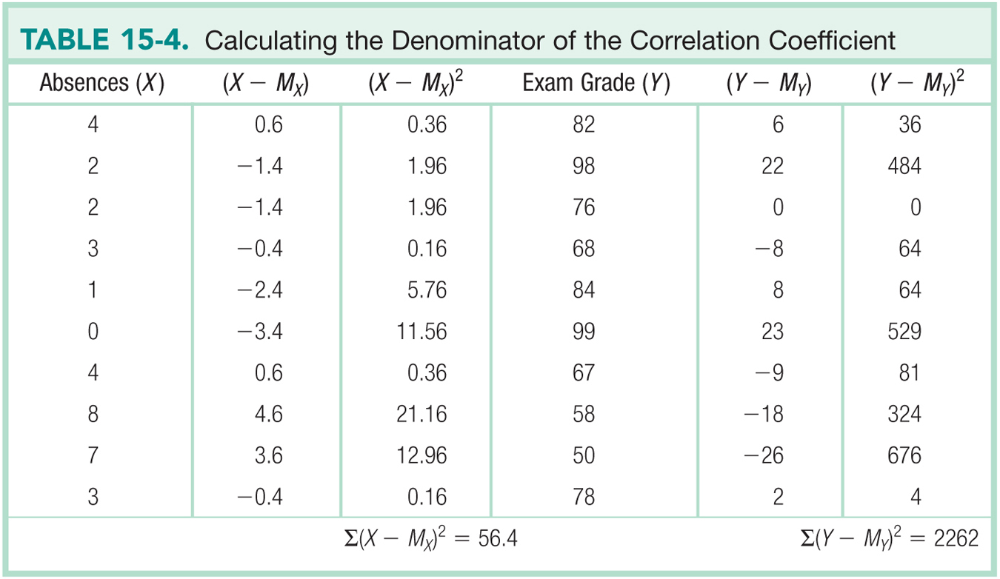 TABLE 15-4. Calculating the Denominator of the Correlation Coefficient
Absences (X) (X − M_X) (X − M_X)² Exam Grade (Y) (Y − M_Y) (Y − M_Y)²
4 0.6 0.36 82 6 36
2 −1.4 1.96 98 22 484
2 −1.4 1.96 76 0 0
3 −0.4 0.16 68 −8 64
1 −2.4 5.76 84 8 64
0 −3.4 11.56 99 23 529
4 0.6 0.36 67 −9 81
8 4.6 21.16 58 −18 324
7 3.6 12.96 50 −26 676
3 −0.4 0.16 78 2 4
Σ(X − M_X)² = 56.4 Σ(Y − M_Y)² = 2262